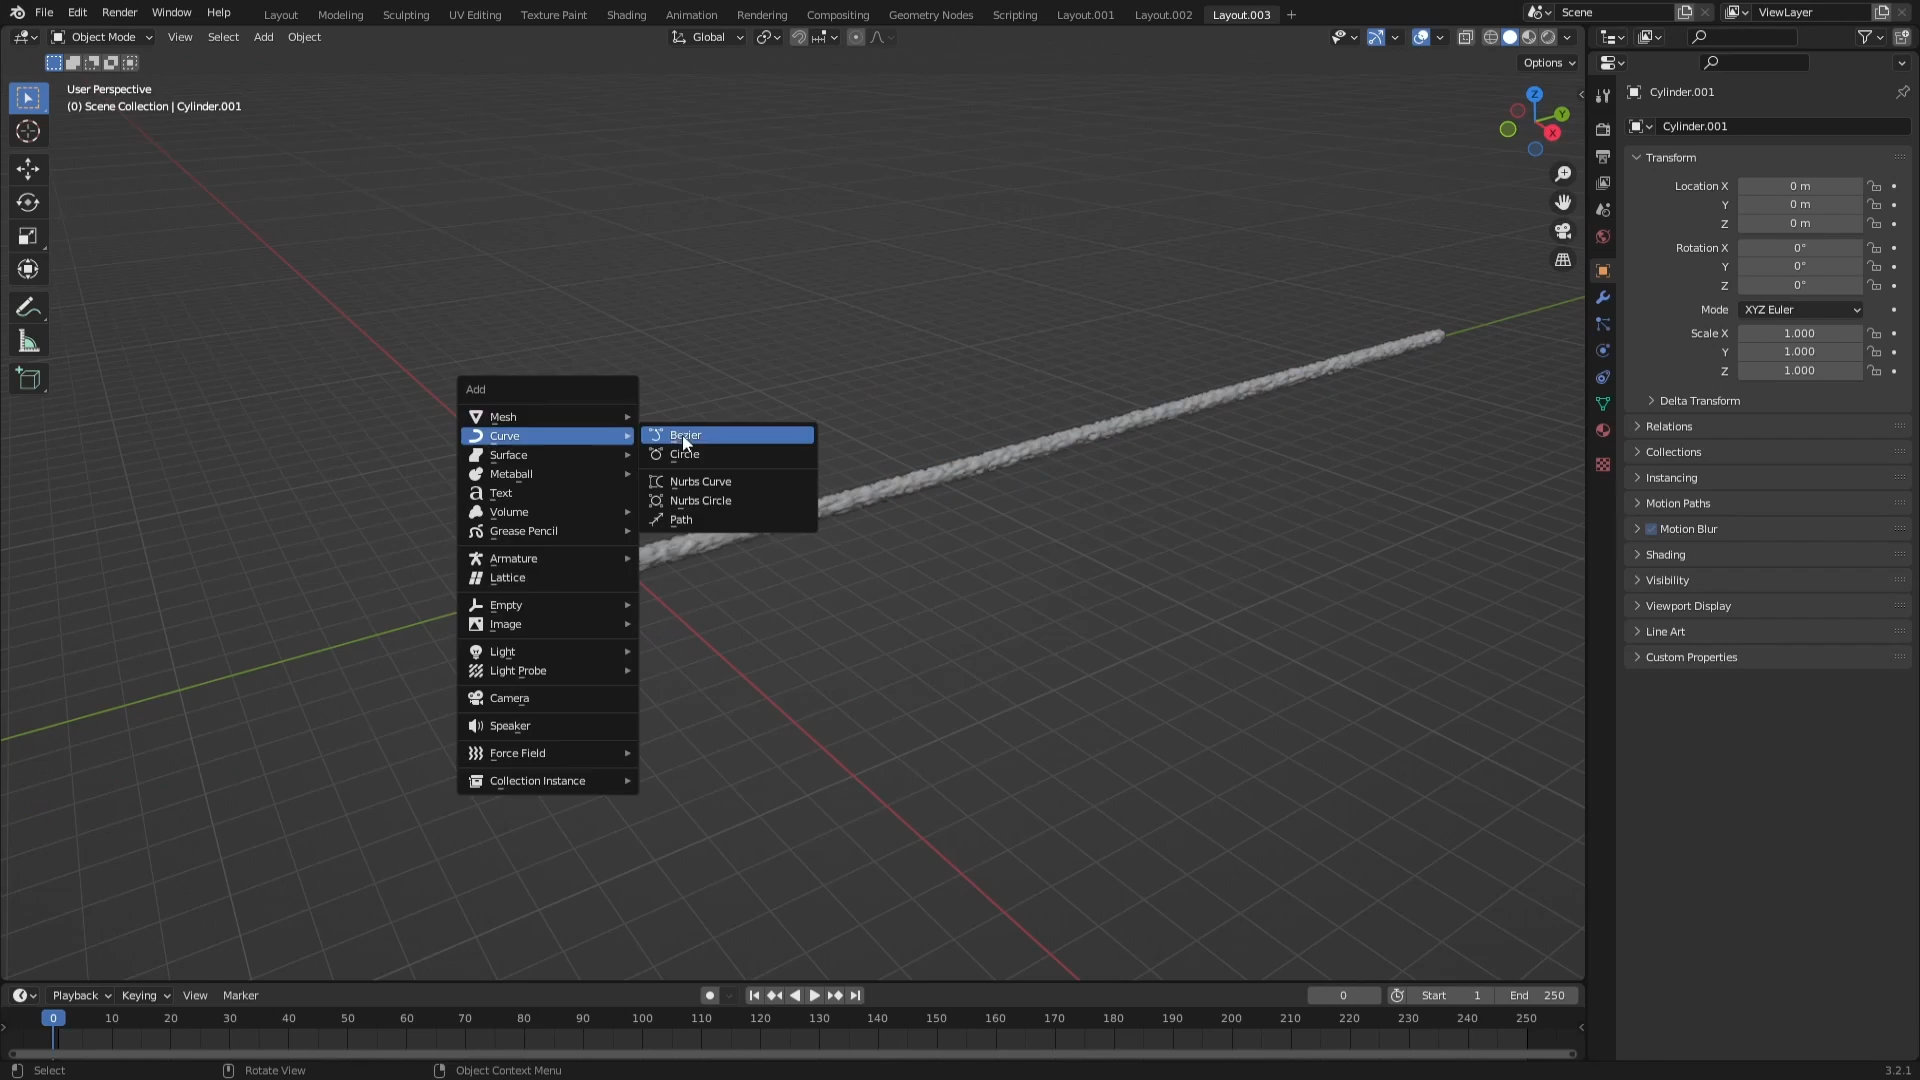 File Edit Render Window Help Layout Modeling Sculpting UV Editing Texture Paint Shading Animation Rendering Compositing Geometry Nodes Scripting Layout.001 Layout.002 Layout.003 + Scene ViewLayer
Object Mode View Select Add Object Global
Options
User Perspective
(0) Scene Collection | Cylinder.001
Z
Y
X
Cylinder.001
Cylinder.001
Transform
Location X 0 m
Y 0 m
Z 0 m
Rotation X 0°
Y 0°
Z 0°
Mode XYZ Euler
Scale X 1.000
Y 1.000
Z 1.000
Delta Transform
Relations
Collections
Instancing
Motion Paths
Motion Blur
Shading
Visibility
Viewport Display
Line Art
Custom Properties
Add
Mesh
Curve
Surface
Metaball
Text
Volume
Grease Pencil
Armature
Lattice
Empty
Image
Light
Light Probe
Camera
Speaker
Force Field
Collection Instance
Bezier
Circle
Nurbs Curve
Nurbs Circle
Path
Playback Keying View Marker 0 Start 1 End 250
0 10 20 30 40 50 60 70 80 90 100 110 120 130 140 150 160 170 180 190 200 210 220 230 240 250
Select Rotate View Object Context Menu 3.2.1